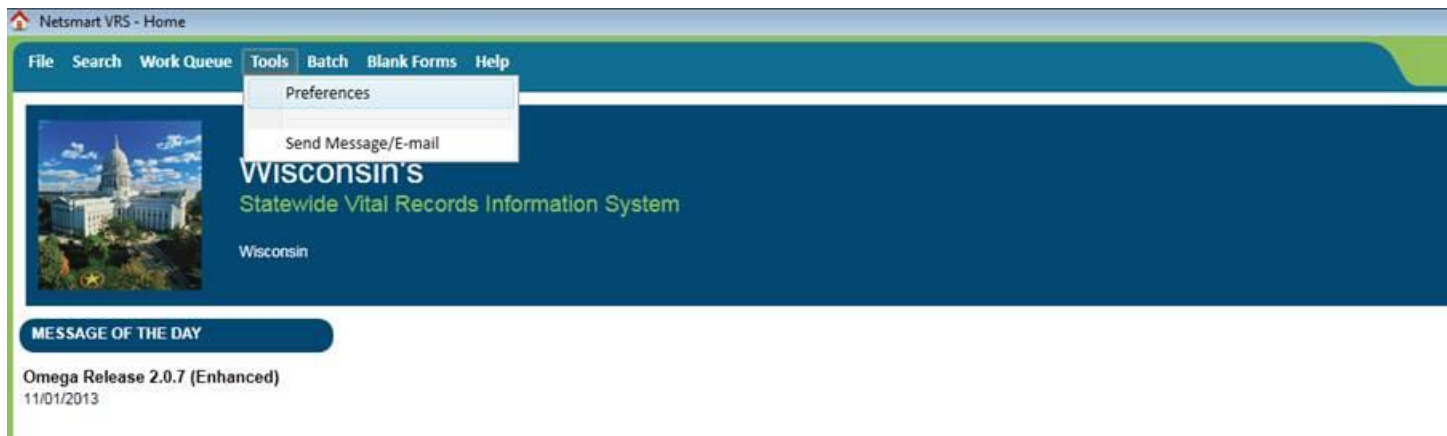 Netsmart VRS - Home
File Search Work Queue Tools Batch Blank Forms Help
Preferences
Send Message/E-mail
Wisconsin's
Statewide Vital Records Information System
Wisconsin
MESSAGE OF THE DAY
Omega Release 2.0.7 (Enhanced)
11/01/2013